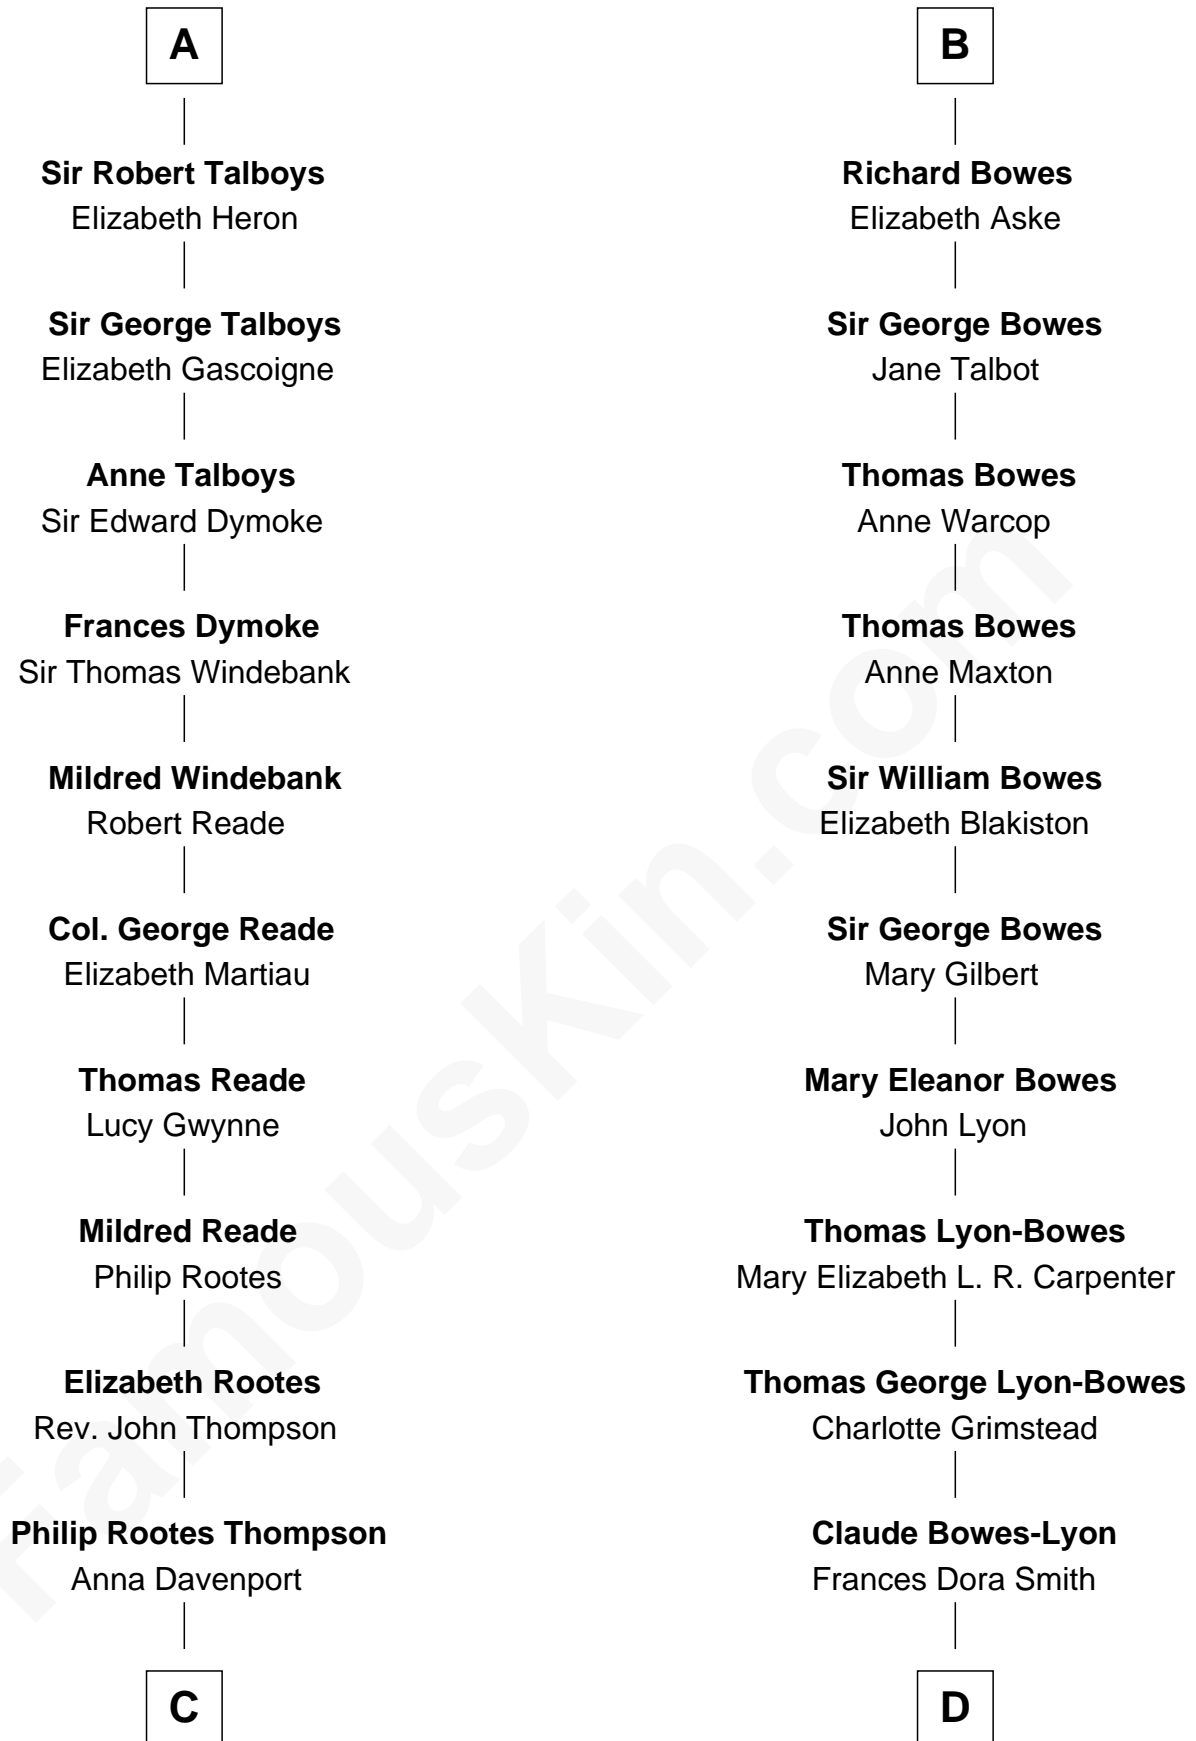 A
Sir Robert Talboys
Elizabeth Heron
Sir George Talboys
Elizabeth Gascoigne
Anne Talboys
Sir Edward Dymoke
Frances Dymoke
Sir Thomas Windebank
Mildred Windebank
Robert Reade
Col. George Reade
Elizabeth Martiau
Thomas Reade
Lucy Gwynne
Mildred Reade
Philip Rootes
Elizabeth Rootes
Rev. John Thompson
Philip Rootes Thompson
Anna Davenport
C
B
Richard Bowes
Elizabeth Aske
Sir George Bowes
Jane Talbot
Thomas Bowes
Anne Warcop
Thomas Bowes
Anne Maxton
Sir William Bowes
Elizabeth Blakiston
Sir George Bowes
Mary Gilbert
Mary Eleanor Bowes
John Lyon
Thomas Lyon-Bowes
Mary Elizabeth L. R. Carpenter
Thomas George Lyon-Bowes
Charlotte Grimstead
Claude Bowes-Lyon
Frances Dora Smith
D
FamousKin.com